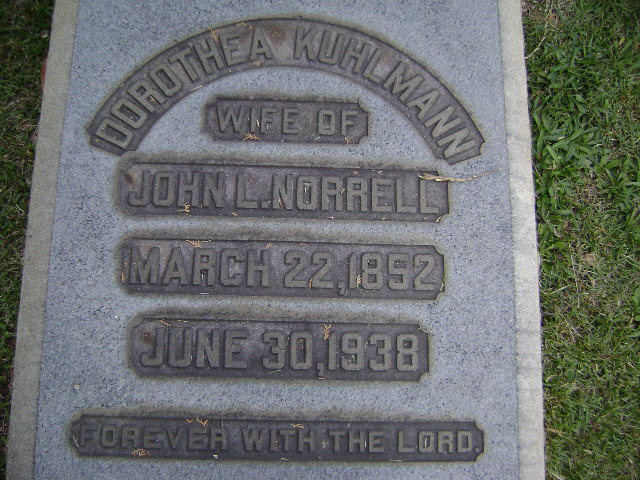 DOROTHEA KUHLMANN
WIFE OF
JOHN L. NORRELL
MARCH 22, 1852
JUNE 30, 1938
FOREVER WITH THE LORD.